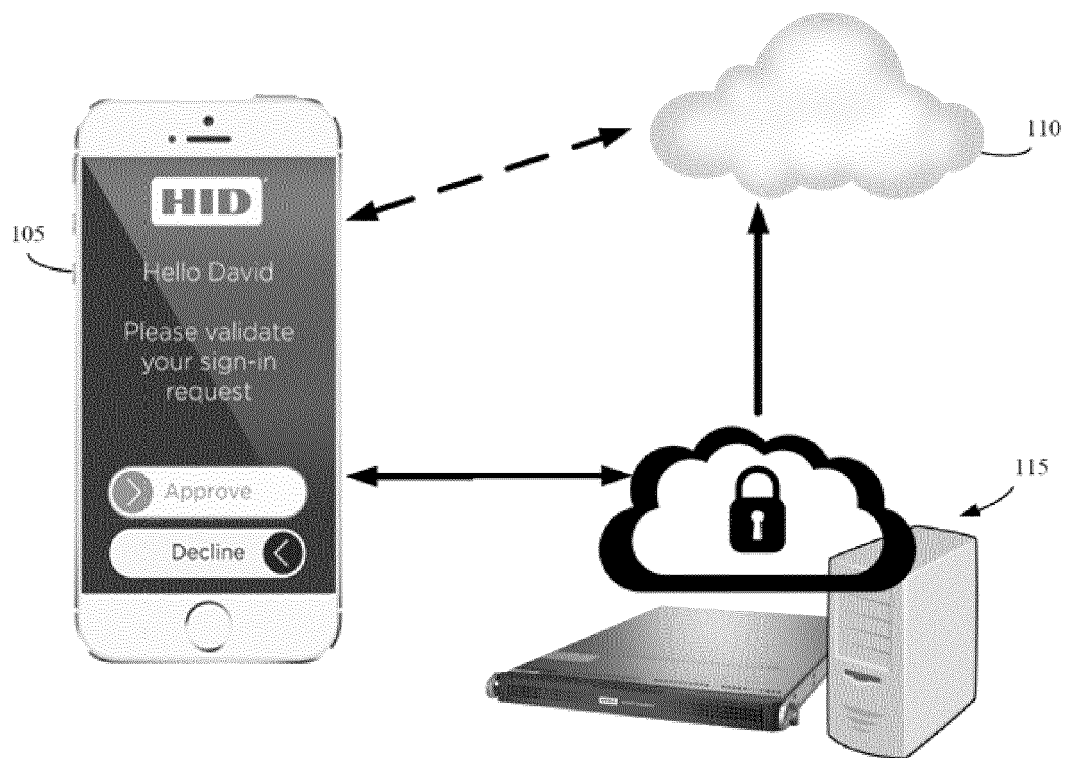 110
HID
105
Hello David
Please validate
your sign-in
request
115
Approve
Decline